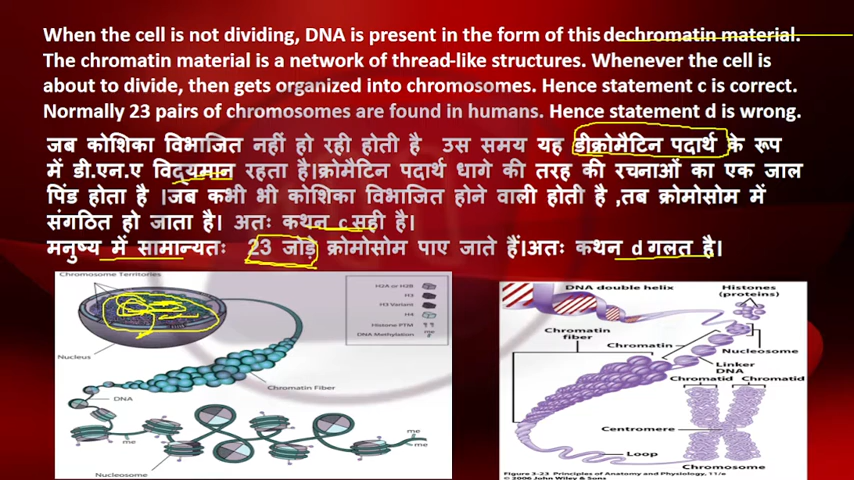 When the cell is not dividing, DNA is present in the form of this dechromatin material.
The chromatin material is a network of thread-like structures. Whenever the cell is
about to divide, then gets organized into chromosomes. Hence statement c is correct.
Normally 23 pairs of chromosomes are found in humans. Hence statement d is wrong.
जब कोशिका विभाजित नहीं हो रही होती है उस समय यह डीक्रोमैटिन पदार्थ के रूप
में डी.एन.ए विद्यमान रहता है।क्रोमैटिन पदार्थ धागे की तरह की रचनाओं का एक जाल
पिंड होता है ।जब कभी भी कोशिका विभाजित होने वाली होती है ,तब क्रोमोसोम में
संगठित हो जाता है। अतः कथन c सही है।
मनुष्य में सामान्यतः 23 जोड़े क्रोमोसोम पाए जाते हैं।अतः कथन d गलत है।
Chromosome Territories
Nucleus
DNA
Chromatin Fiber
me
me
me
Nucleosome
H2A or H2B
H3
H3 Variant
H4
Histone PTM
DNA Methylation me
DNA double helix
Histones
(proteins)
Chromatin
fiber
Chromatin
Nucleosome
Linker
DNA
Chromatid Chromatid
Centromere
Loop
Chromosome
Figure 3-23 Principles of Anatomy and Physiology, 11/e
© 2006 John Wiley & Sons